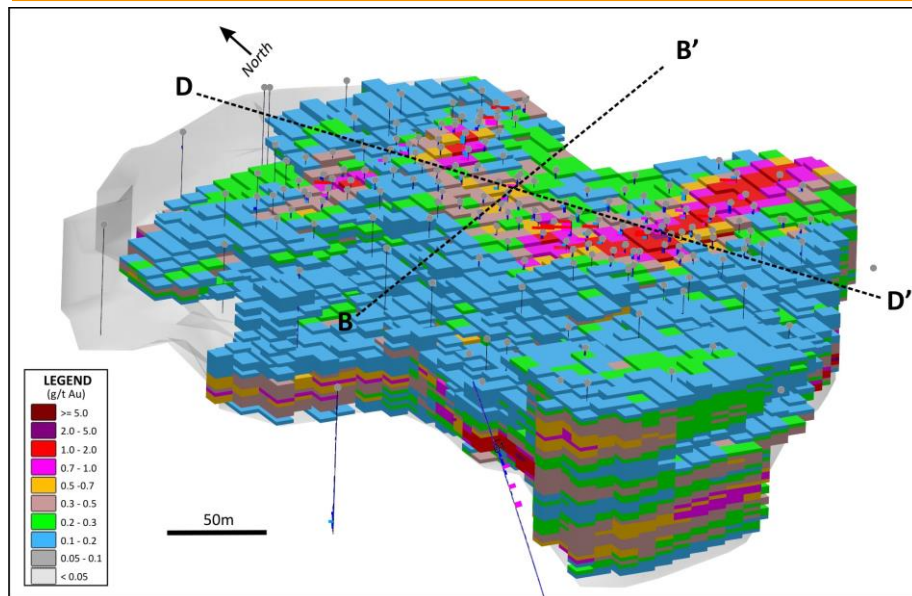 North
B'
D
B
D'
LEGEND
(g/t Au)
>= 5.0
2.0 - 5.0
1.0 - 2.0
0.7 - 1.0
0.5 -0.7
0.3 - 0.5
0.2 - 0.3
0.1 - 0.2
0.05 - 0.1
< 0.05
50m